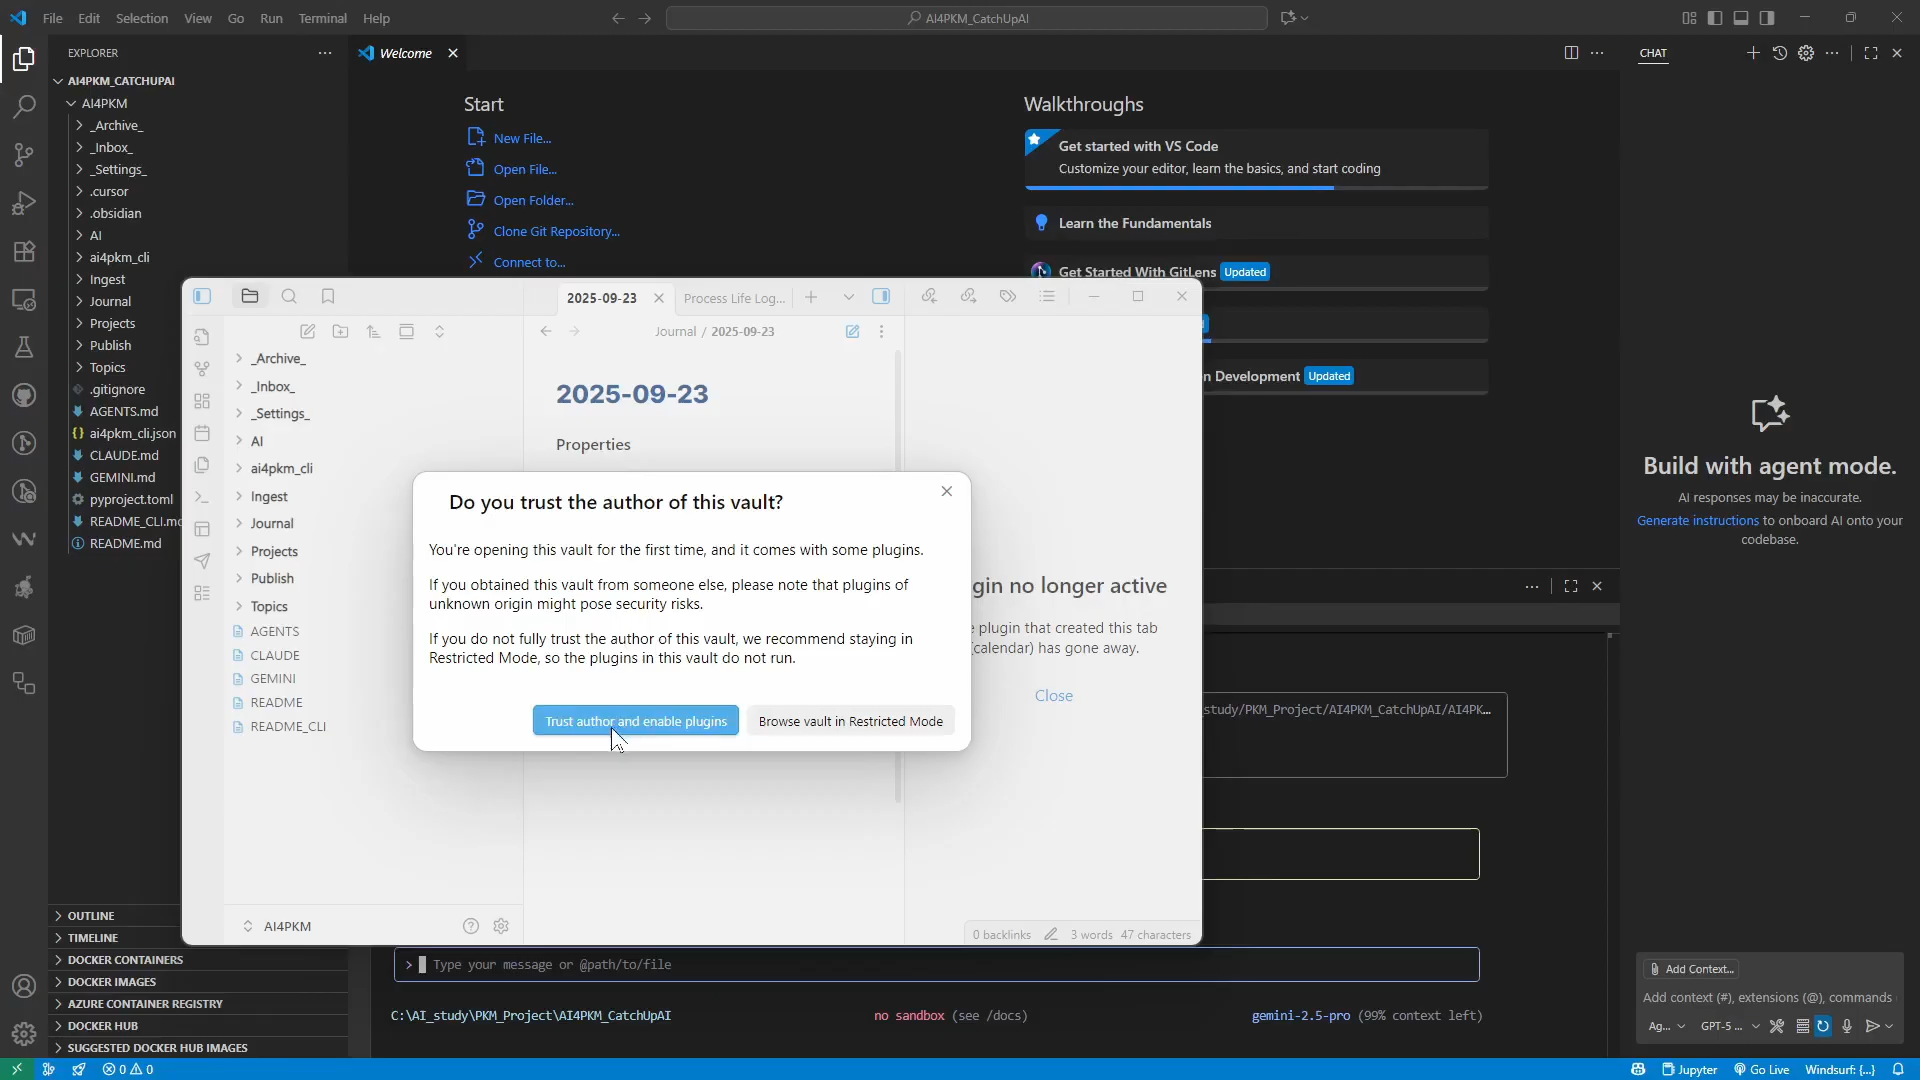 File Edit Selection View Go Run Terminal Help
AI4PKM_CatchUpAI
EXPLORER
AI4PKM_CATCHUPAI
AI4PKM
_Archive_
_Inbox_
_Settings_
.cursor
.obsidian
AI
ai4pkm_cli
Ingest
Journal
Projects
Publish
Topics
.gitignore
AGENTS.md
ai4pkm_cli.json
CLAUDE.md
GEMINI.md
pyproject.toml
README_CLI.md
README.md
OUTLINE
TIMELINE
DOCKER CONTAINERS
DOCKER IMAGES
AZURE CONTAINER REGISTRY
DOCKER HUB
SUGGESTED DOCKER HUB IMAGES
Welcome
Start
New File...
Open File...
Open Folder...
Clone Git Repository...
Connect to...
Walkthroughs
Get started with VS Code
Customize your editor, learn the basics, and start coding
Learn the Fundamentals
Get Started With GitLens Updated
n Development Updated
2025-09-23
Process Life Log...
Journal / 2025-09-23
_Archive_
_Inbox_
_Settings_
AI
ai4pkm_cli
Ingest
Journal
Projects
Publish
Topics
AGENTS
CLAUDE
GEMINI
README
README_CLI
AI4PKM
2025-09-23
Properties
Do you trust the author of this vault?
You're opening this vault for the first time, and it comes with some plugins.
If you obtained this vault from someone else, please note that plugins of
unknown origin might pose security risks.
If you do not fully trust the author of this vault, we recommend staying in
Restricted Mode, so the plugins in this vault do not run.
Trust author and enable plugins
Browse vault in Restricted Mode
gin no longer active
plugin that created this tab
(calendar) has gone away.
Close
0 backlinks 3 words 47 characters
_study/PKM_Project/AI4PKM_CatchUpAI/AI4PK...
> Type your message or @path/to/file
C:\AI_study\PKM_Project\AI4PKM_CatchUpAI no sandbox (see /docs) gemini-2.5-pro (99% context left)
CHAT
Build with agent mode.
AI responses may be inaccurate.
Generate instructions to onboard AI onto your
codebase.
Add Context...
Add context (#), extensions (@), commands
Ag... GPT-5 ...
0 0
Jupyter Go Live Windsurf: {...}